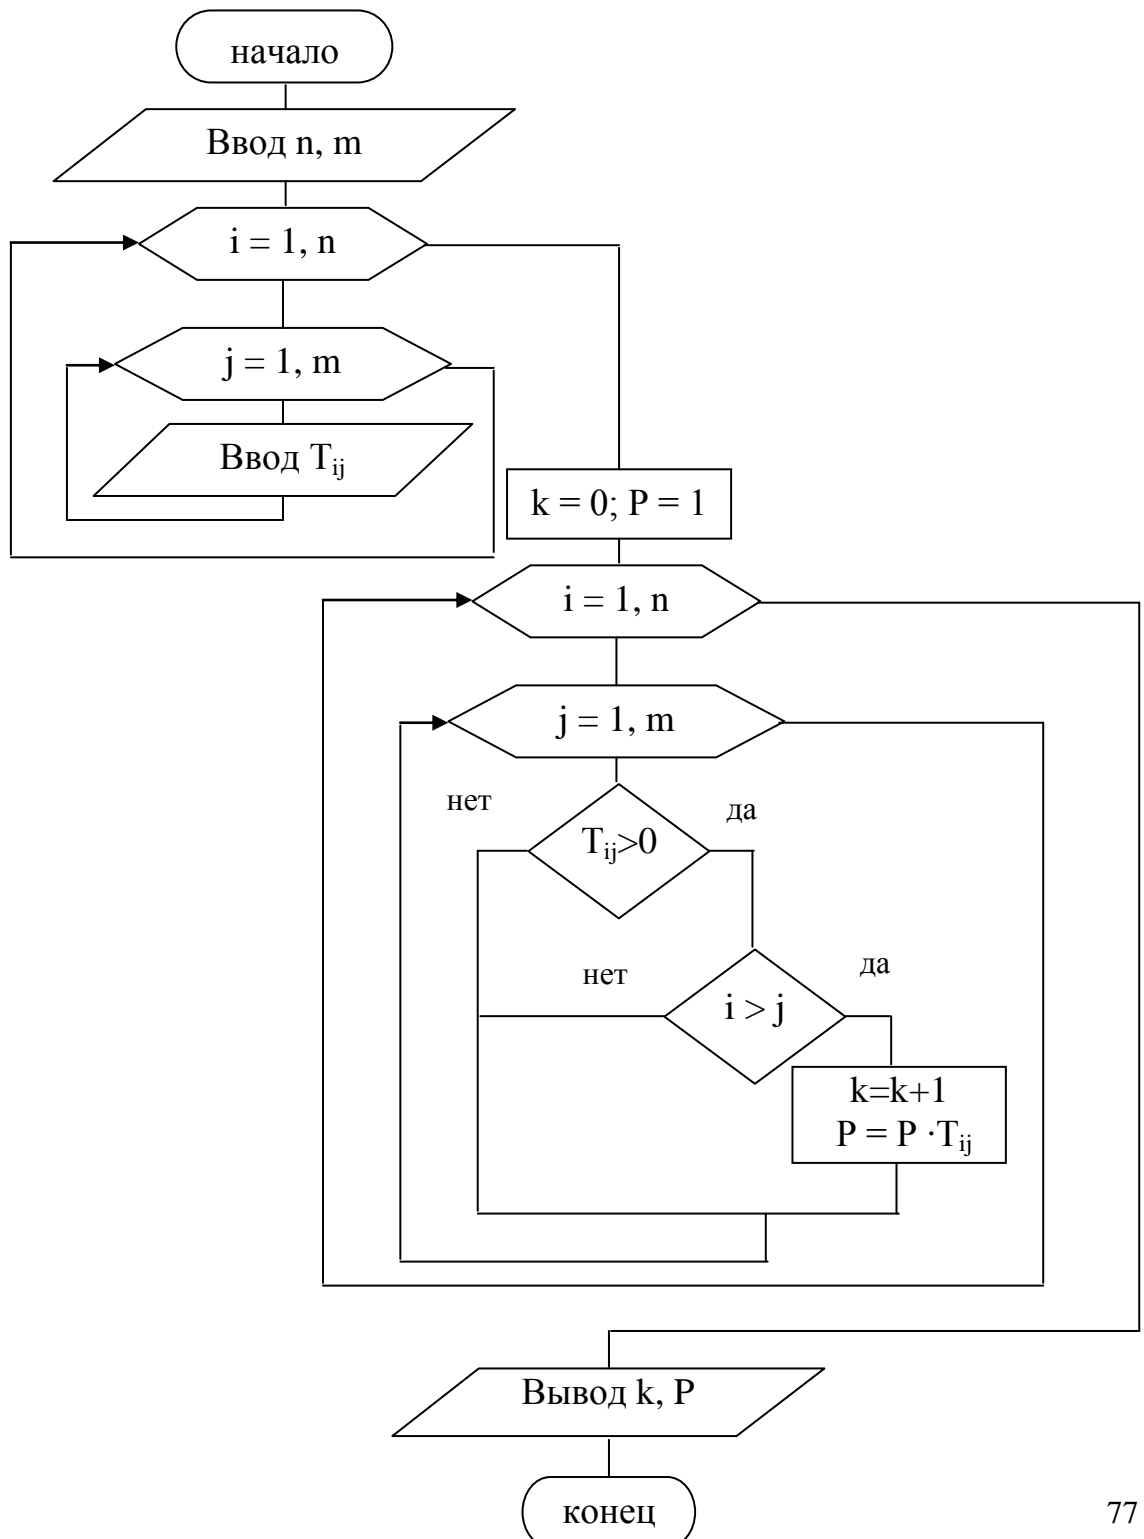 начало
Ввод n, m
i = 1, n
j = 1, m
Ввод Tij
k = 0; P = 1
i = 1, n
j = 1, m
нет
да
Tij>0
нет
да
i > j
k=k+1
P = P ·Tij
Вывод k, P
конец
77